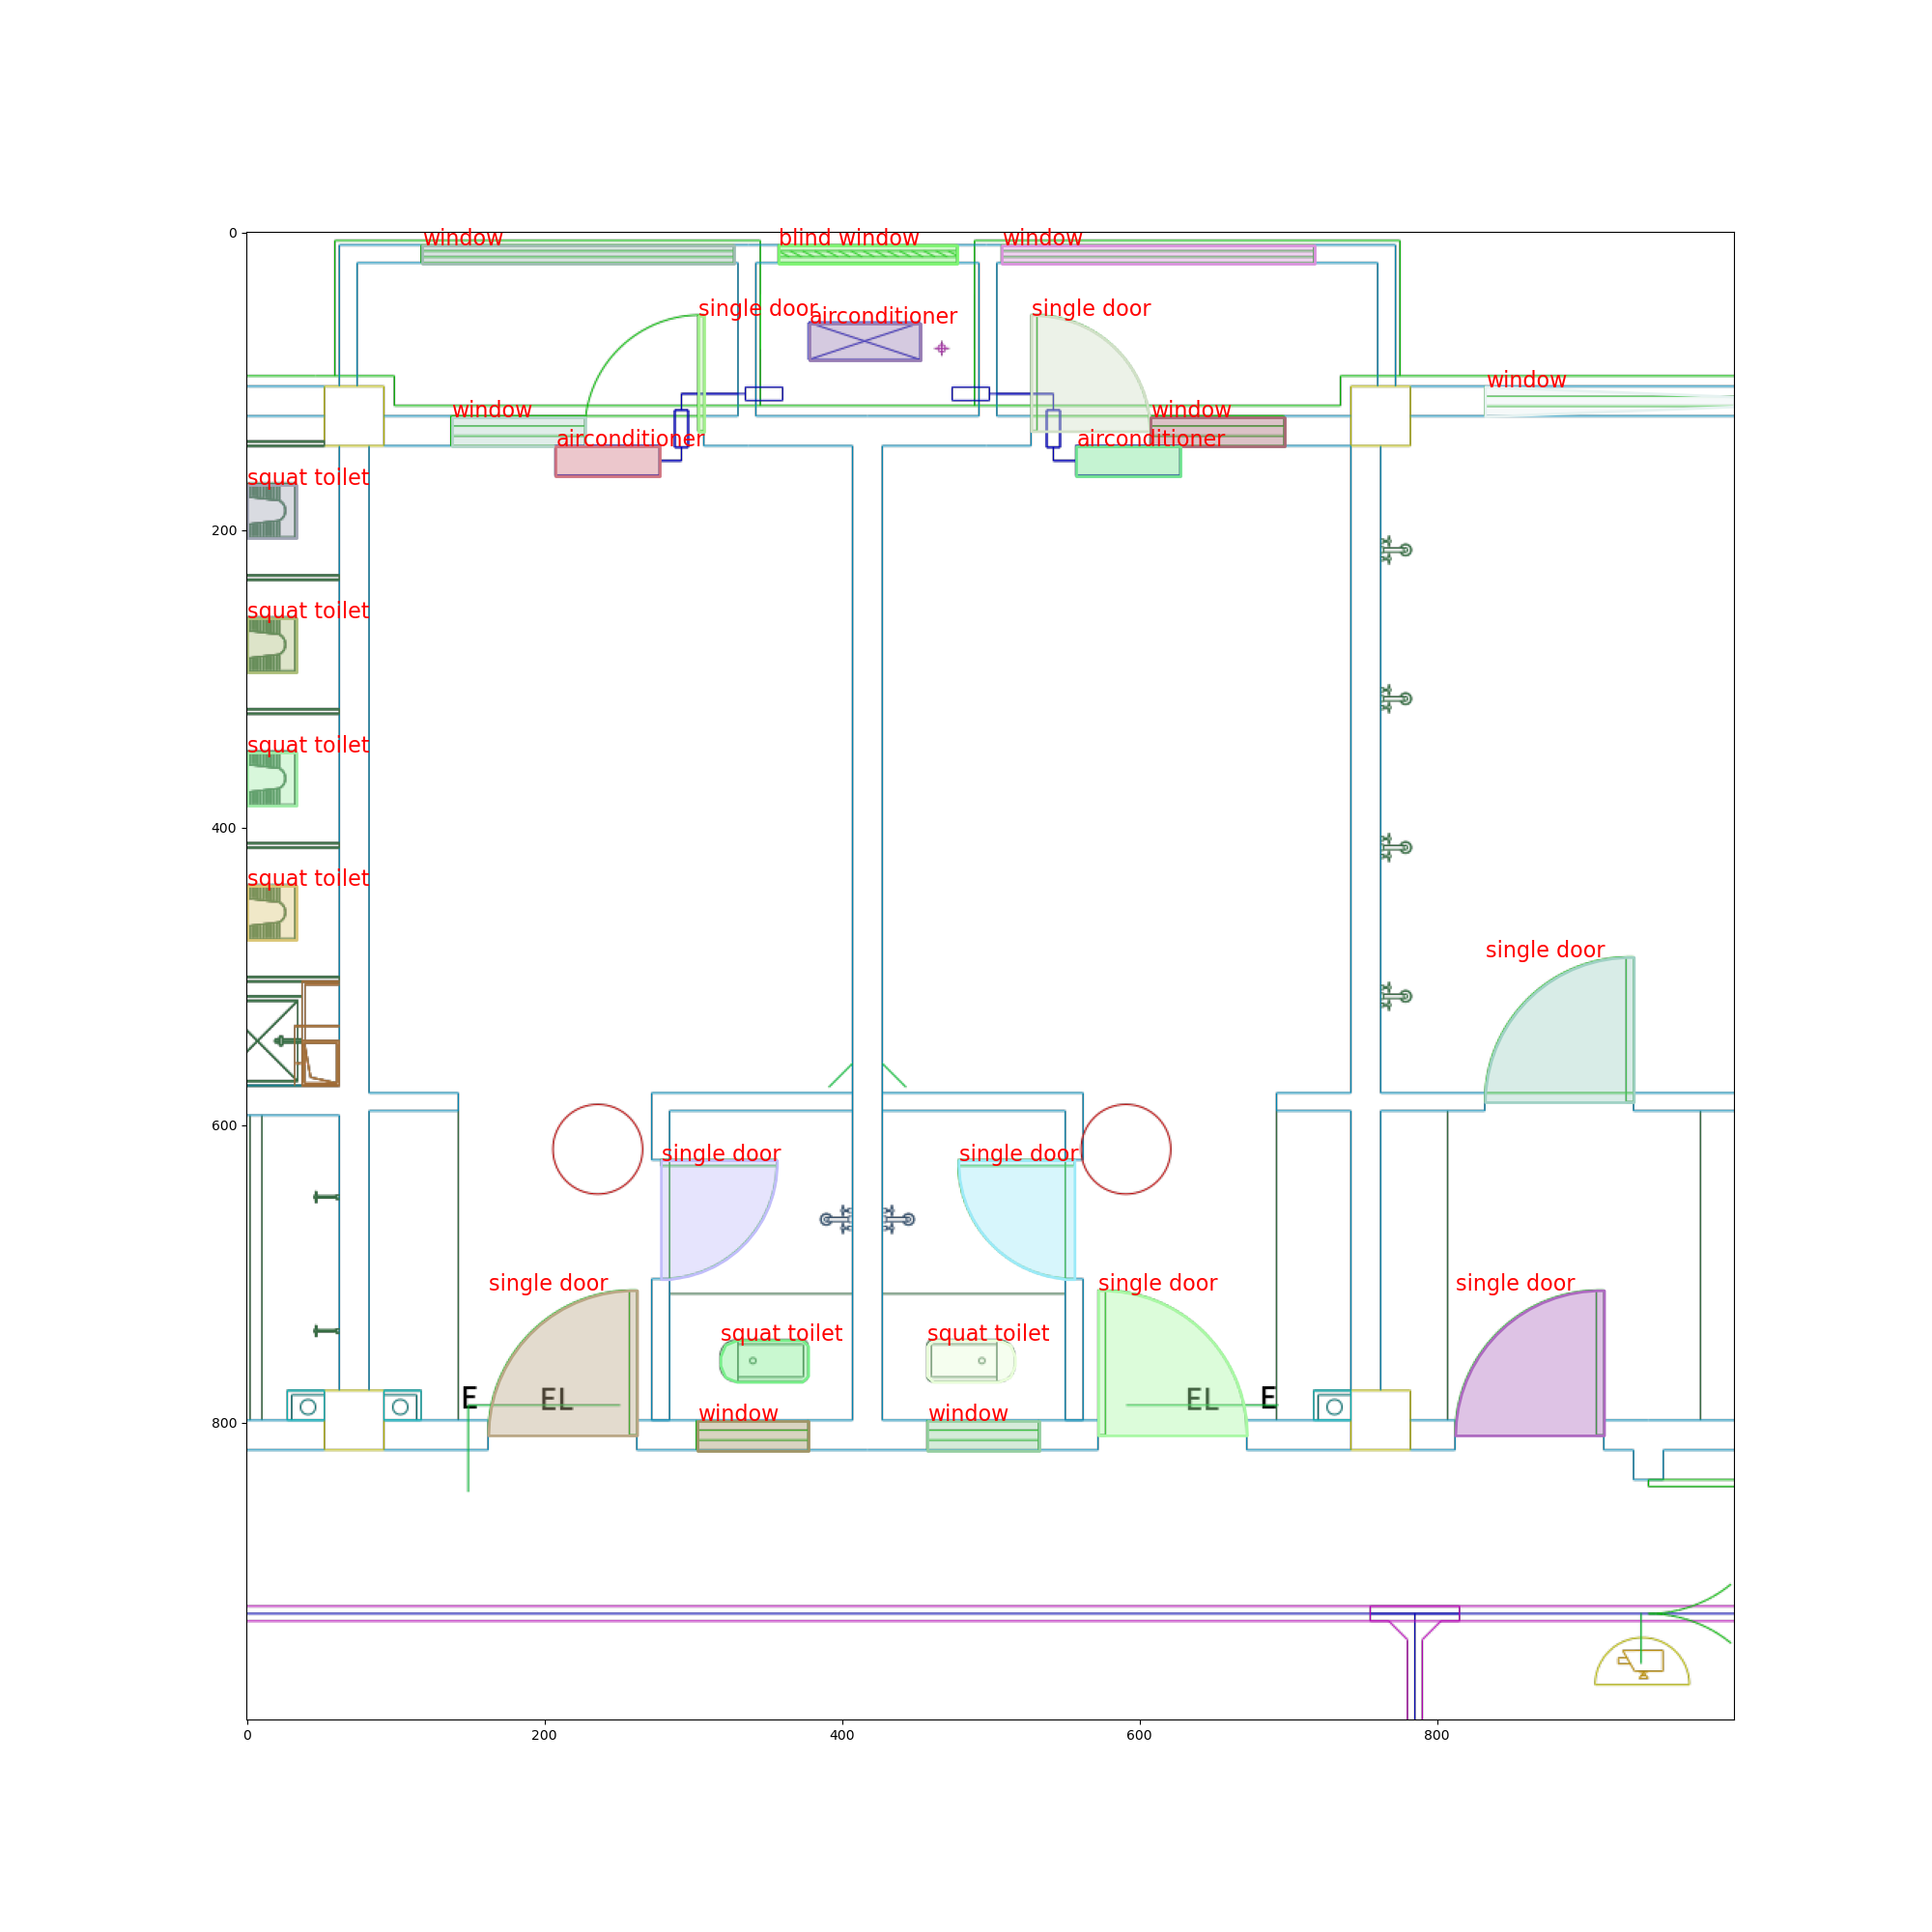 0
window
blind window
window
single door
airconditioner
single door
window
window
window
airconditioner
airconditioner
squat toilet
200
squat toilet
squat toilet
400
squat toilet
single door
600
single door
single door
single door
single door
single door
squat toilet
squat toilet
E
EL
EL
E
window
window
800
0
200
400
600
800